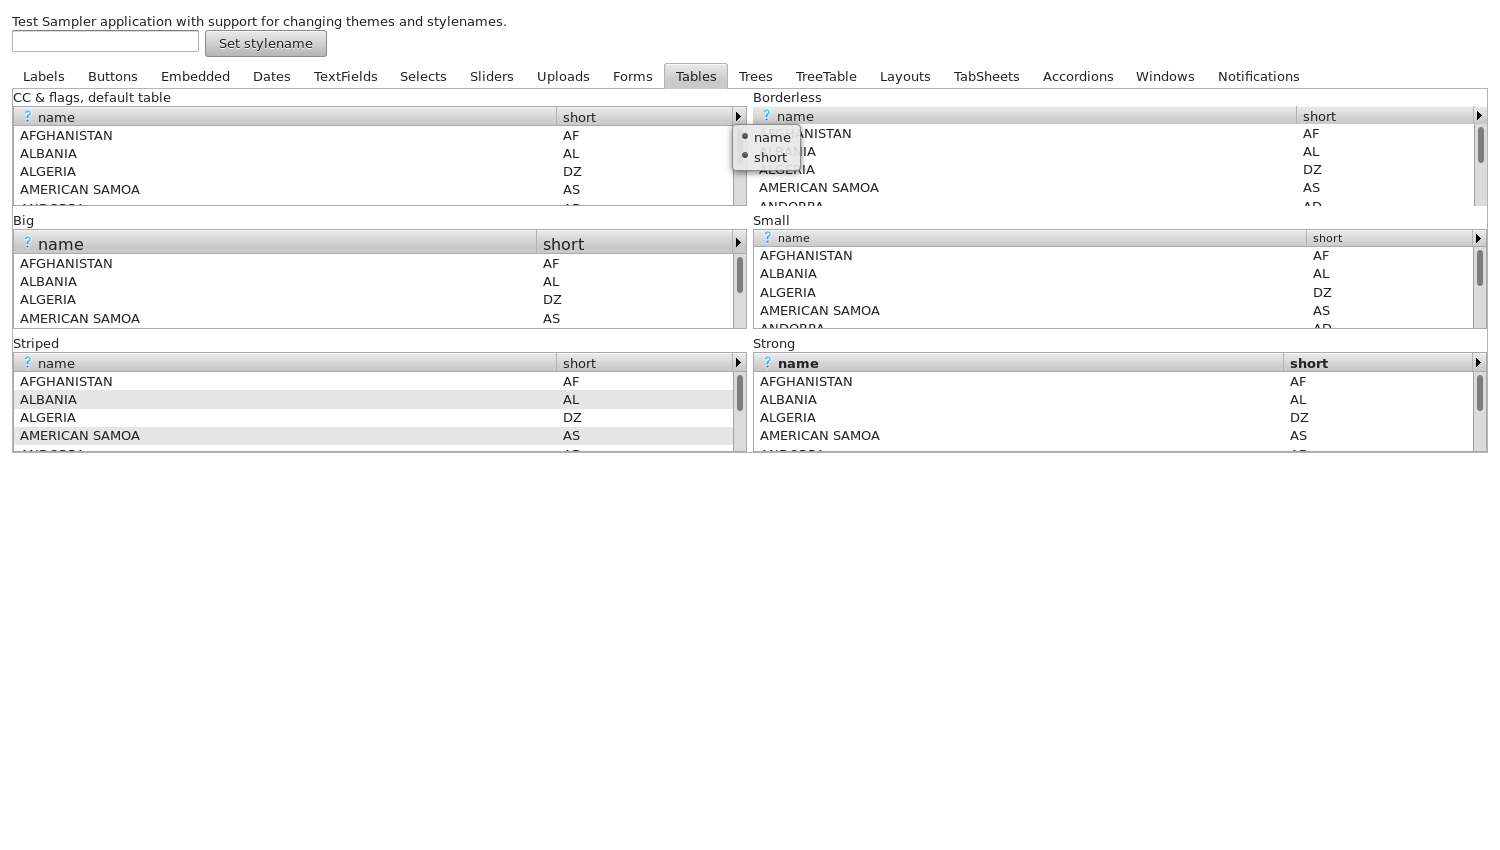 Test Sampler application with support for changing themes and stylenames.
Set stylename
Labels Buttons Embedded Dates TextFields Selects Sliders Uploads Forms Tables Trees TreeTable Layouts TabSheets Accordions Windows Notifications
CC & flags, default table
name short
AFGHANISTAN AF
ALBANIA AL
ALGERIA DZ
AMERICAN SAMOA AS
name
short
Borderless
name short
AFGHANISTAN AF
ALBANIA AL
ALGERIA DZ
AMERICAN SAMOA AS
ANDORRA AD
Big
name short
AFGHANISTAN AF
ALBANIA AL
ALGERIA DZ
AMERICAN SAMOA AS
Small
name short
AFGHANISTAN AF
ALBANIA AL
ALGERIA DZ
AMERICAN SAMOA AS
ANDORRA AD
Striped
name short
AFGHANISTAN AF
ALBANIA AL
ALGERIA DZ
AMERICAN SAMOA AS
Strong
name short
AFGHANISTAN AF
ALBANIA AL
ALGERIA DZ
AMERICAN SAMOA AS